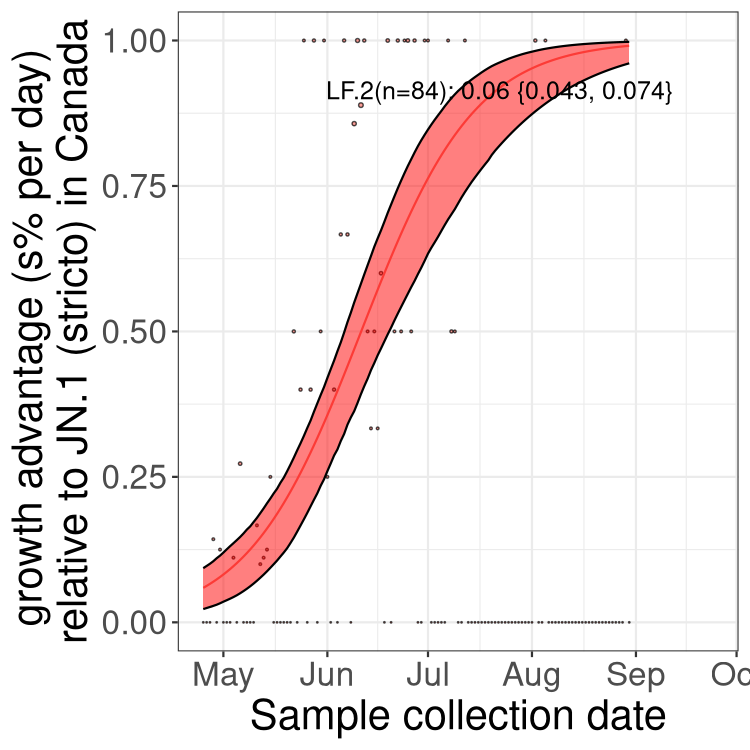 growth advantage (s% per day)
relative to JN.1 (stricto) in Canada
1.00
0.75
0.50
0.25
0.00
LF.2(n=84): 0.06 {0.043, 0.074}
May Jun Jul Aug Sep Oc
Sample collection date